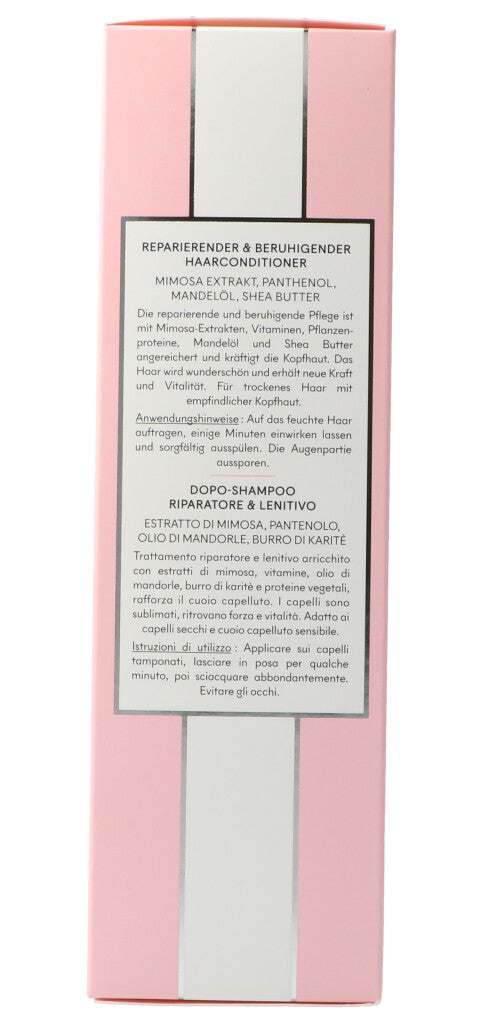 REPARIERENDER & BERUHIGENDER
HAARCONDITIONER
MIMOSA EXTRAKT, PANTHENOL,
MANDELÖL, SHEA BUTTER
Die reparierende und beruhigende Pflege ist
mit Mimosa-Extrakten, Vitaminen, Pflanzen-
proteine, Mandelöl und Shea Butter
angereichert und kräftigt die Kopfhaut. Das
Haar wird wunderschön und erhält neue Kraft
und Vitalität. Für trockenes Haar mit
empfindlicher Kopfhaut.
Anwendungshinweise : Auf das feuchte Haar
auftragen, einige Minuten einwirken lassen
und sorgfältig ausspülen. Die Augenpartie
aussparen.
DOPO-SHAMPOO
RIPARATORE & LENITIVO
ESTRATTO DI MIMOSA, PANTENOLO,
OLIO DI MANDORLE, BURRO DI KARITÈ
Trattamento riparatore e lenitivo arricchito
con estratti di mimosa, vitamine, olio di
mandorle, burro di karitè e proteine vegetali,
rafforza il cuoio capelluto. I capelli sono
sublimati, ritrovano forza e vitalità. Adatto ai
capelli secchi e cuoio capelluto sensibile.
Istruzioni di utilizzo : Applicare sui capelli
tamponati, lasciare in posa per qualche
minuto, poi sciacquare abbondantemente.
Evitare gli occhi.